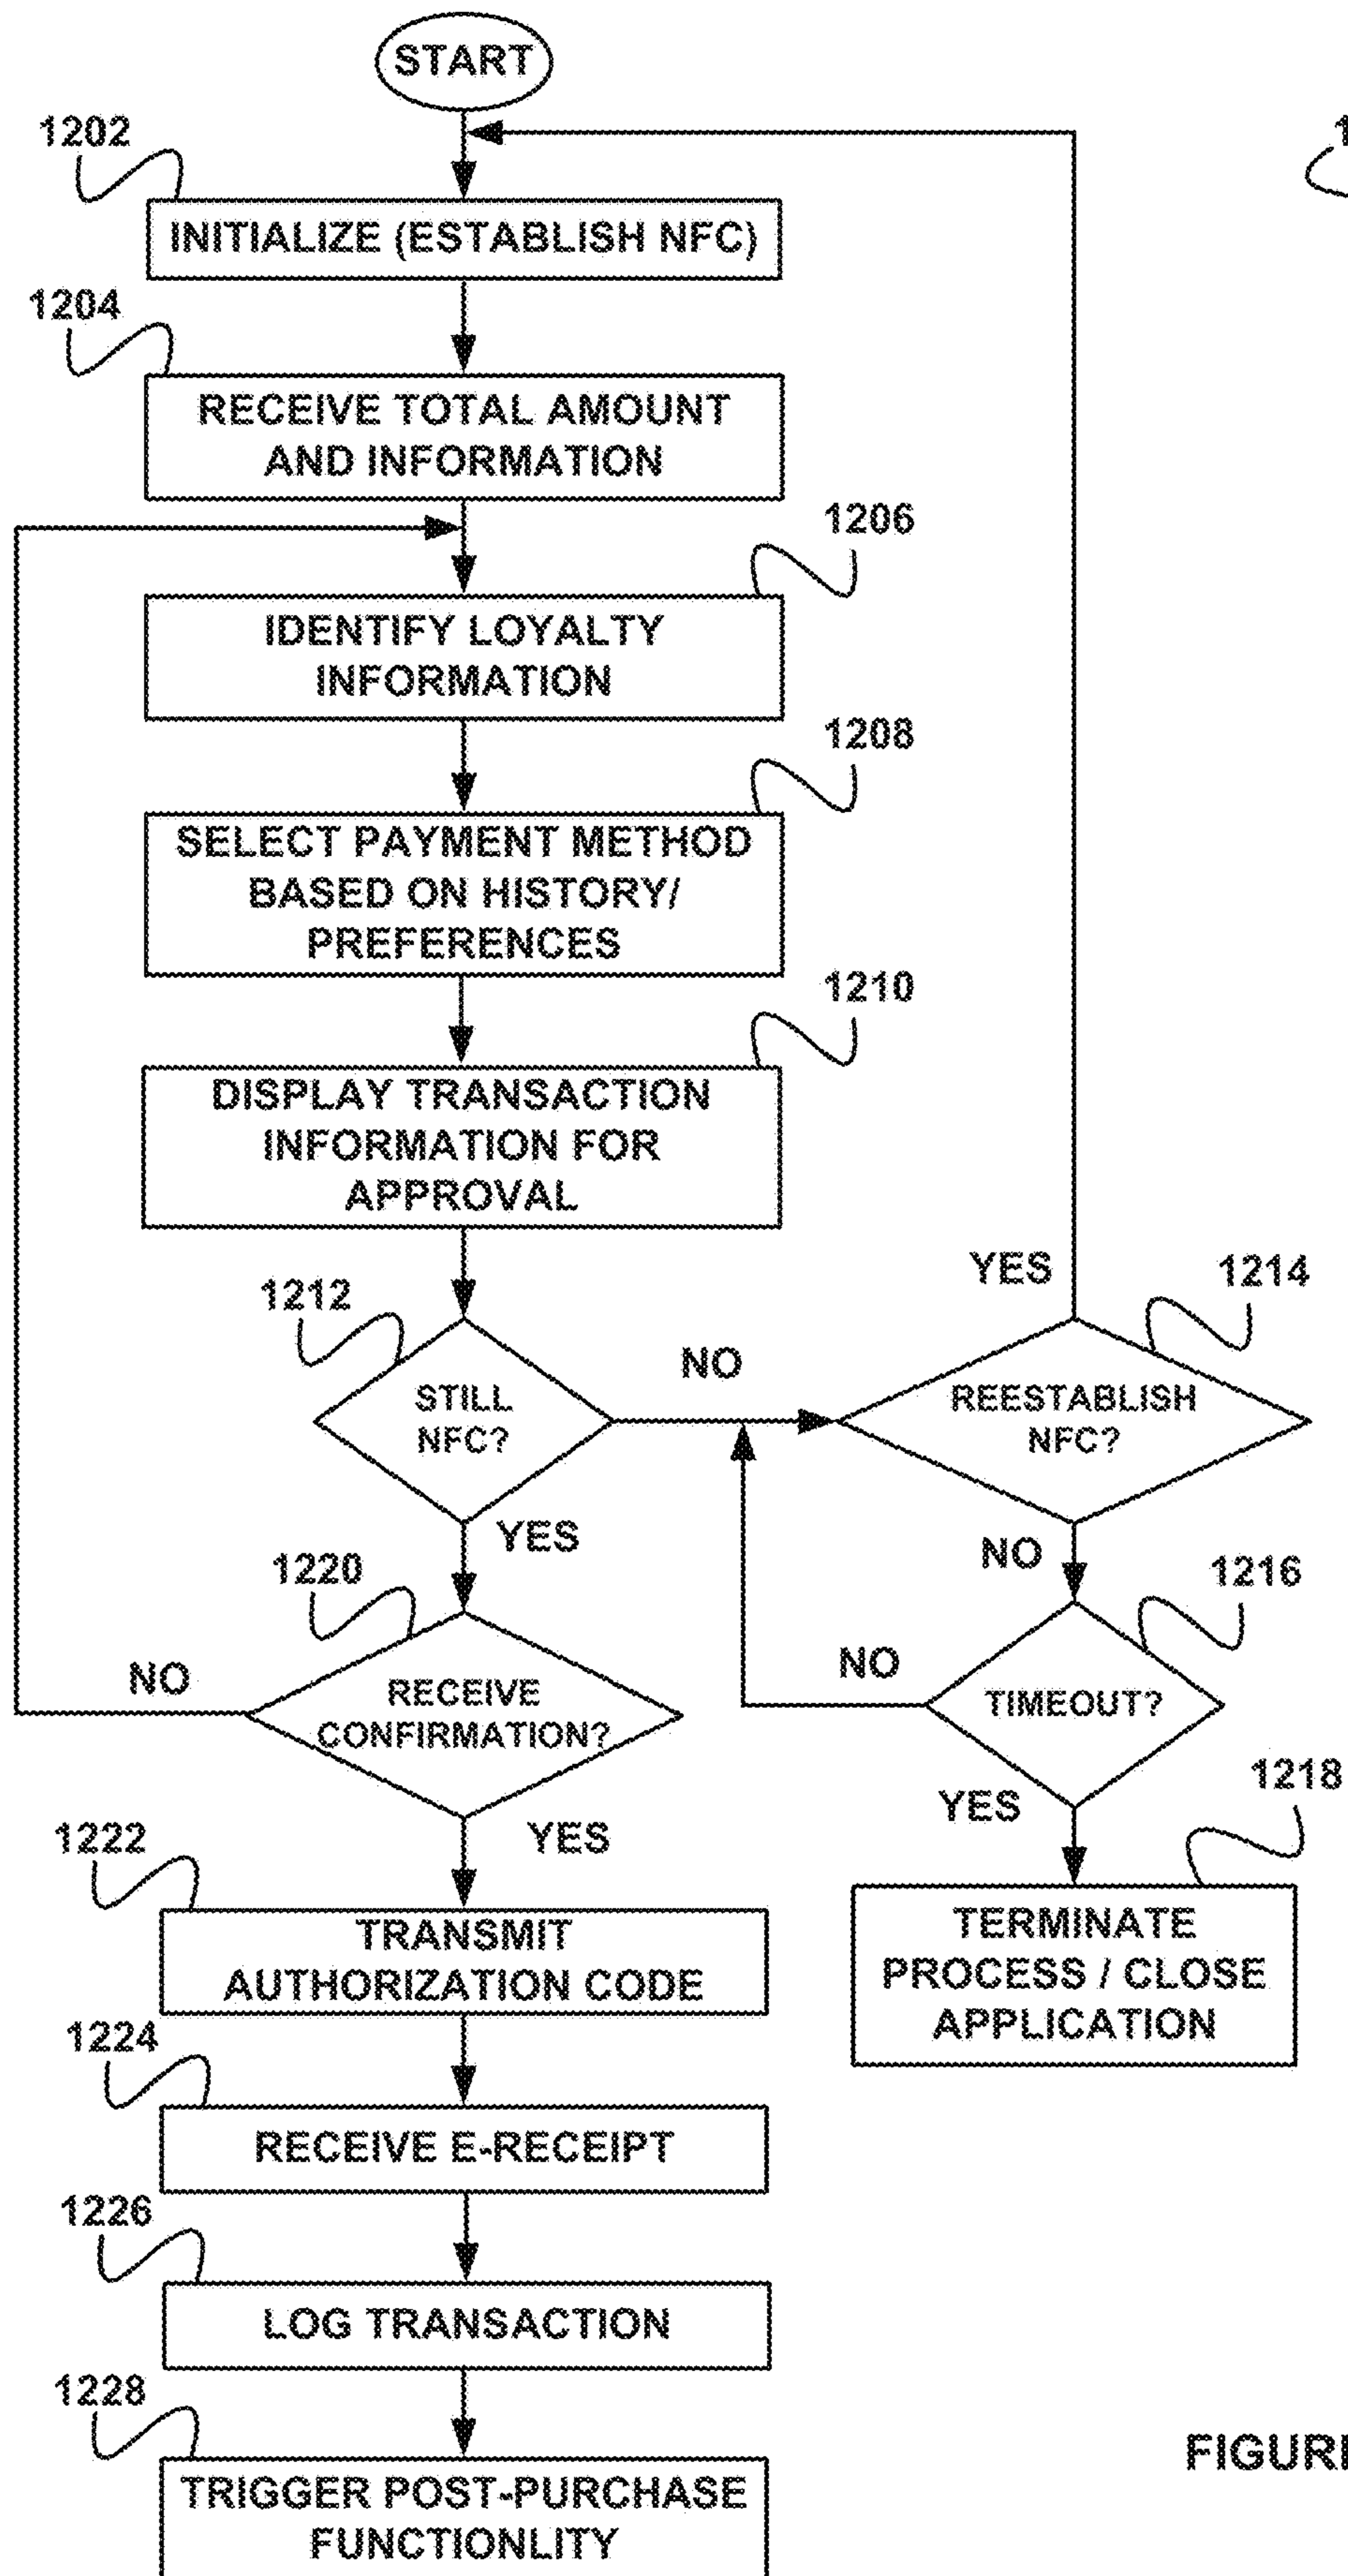 START
1202
INITIALIZE (ESTABLISH NFC)
1204
RECEIVE TOTAL AMOUNT
AND INFORMATION
1206
IDENTIFY LOYALTY
INFORMATION
1208
SELECT PAYMENT METHOD
BASED ON HISTORY/
PREFERENCES
1210
DISPLAY TRANSACTION
INFORMATION FOR
APPROVAL
1212
STILL
NFC?
NO
YES
YES
1214
REESTABLISH
NFC?
NO
1216
TIMEOUT?
NO
YES
1218
TERMINATE
PROCESS / CLOSE
APPLICATION
1220
RECEIVE
CONFIRMATION?
NO
YES
1222
TRANSMIT
AUTHORIZATION CODE
1224
RECEIVE E-RECEIPT
1226
LOG TRANSACTION
1228
TRIGGER POST-PURCHASE
FUNCTIONLITY